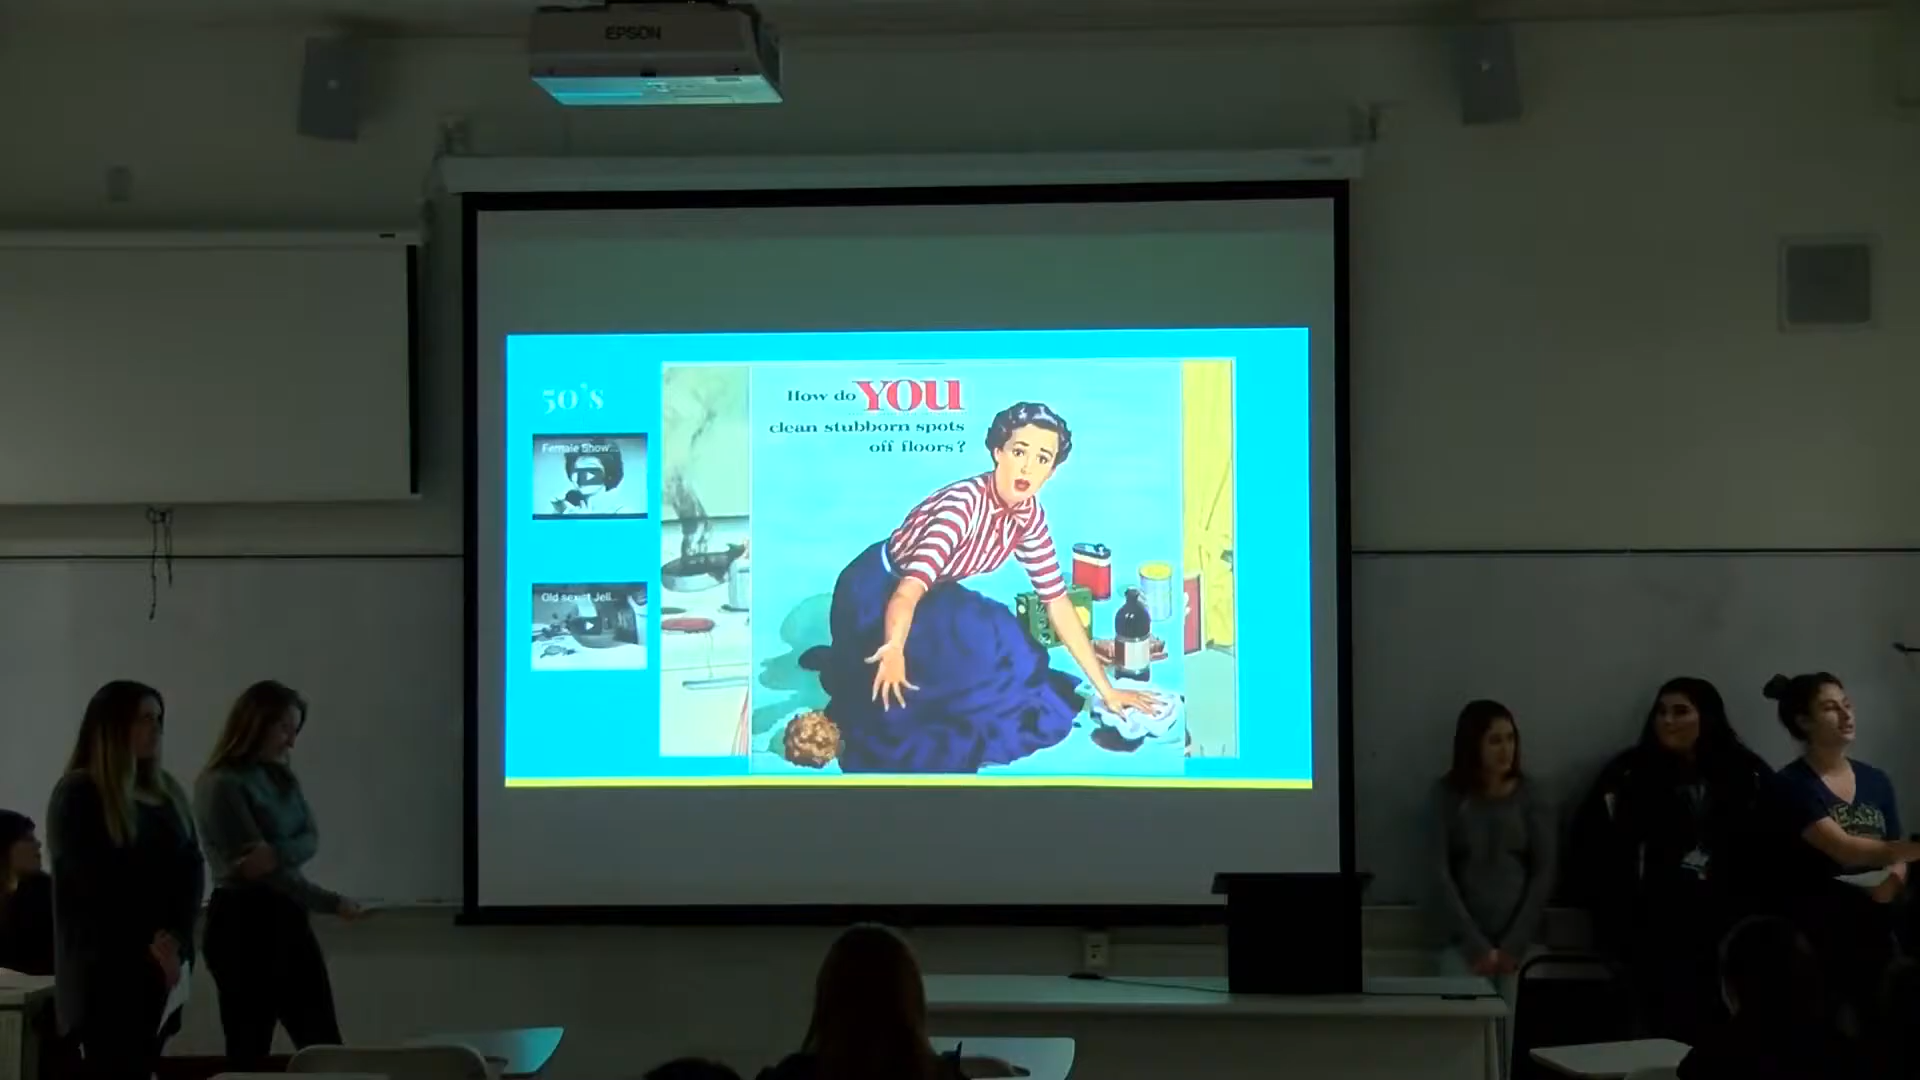 EPSON
50's
Female Show...
Old sexist Jell...
How do YOU
clean stubborn spots
off floors?